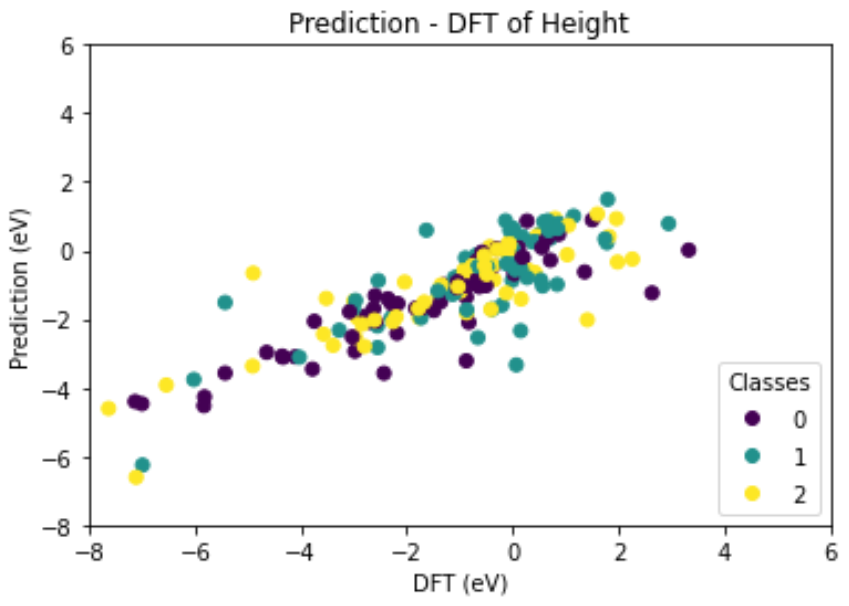 Prediction - DFT of Height
6
4
2
0
−2
−4
−6
−8
Prediction (eV)
−8 −6 −4 −2 0 2 4 6
DFT (eV)
Classes
0
1
2